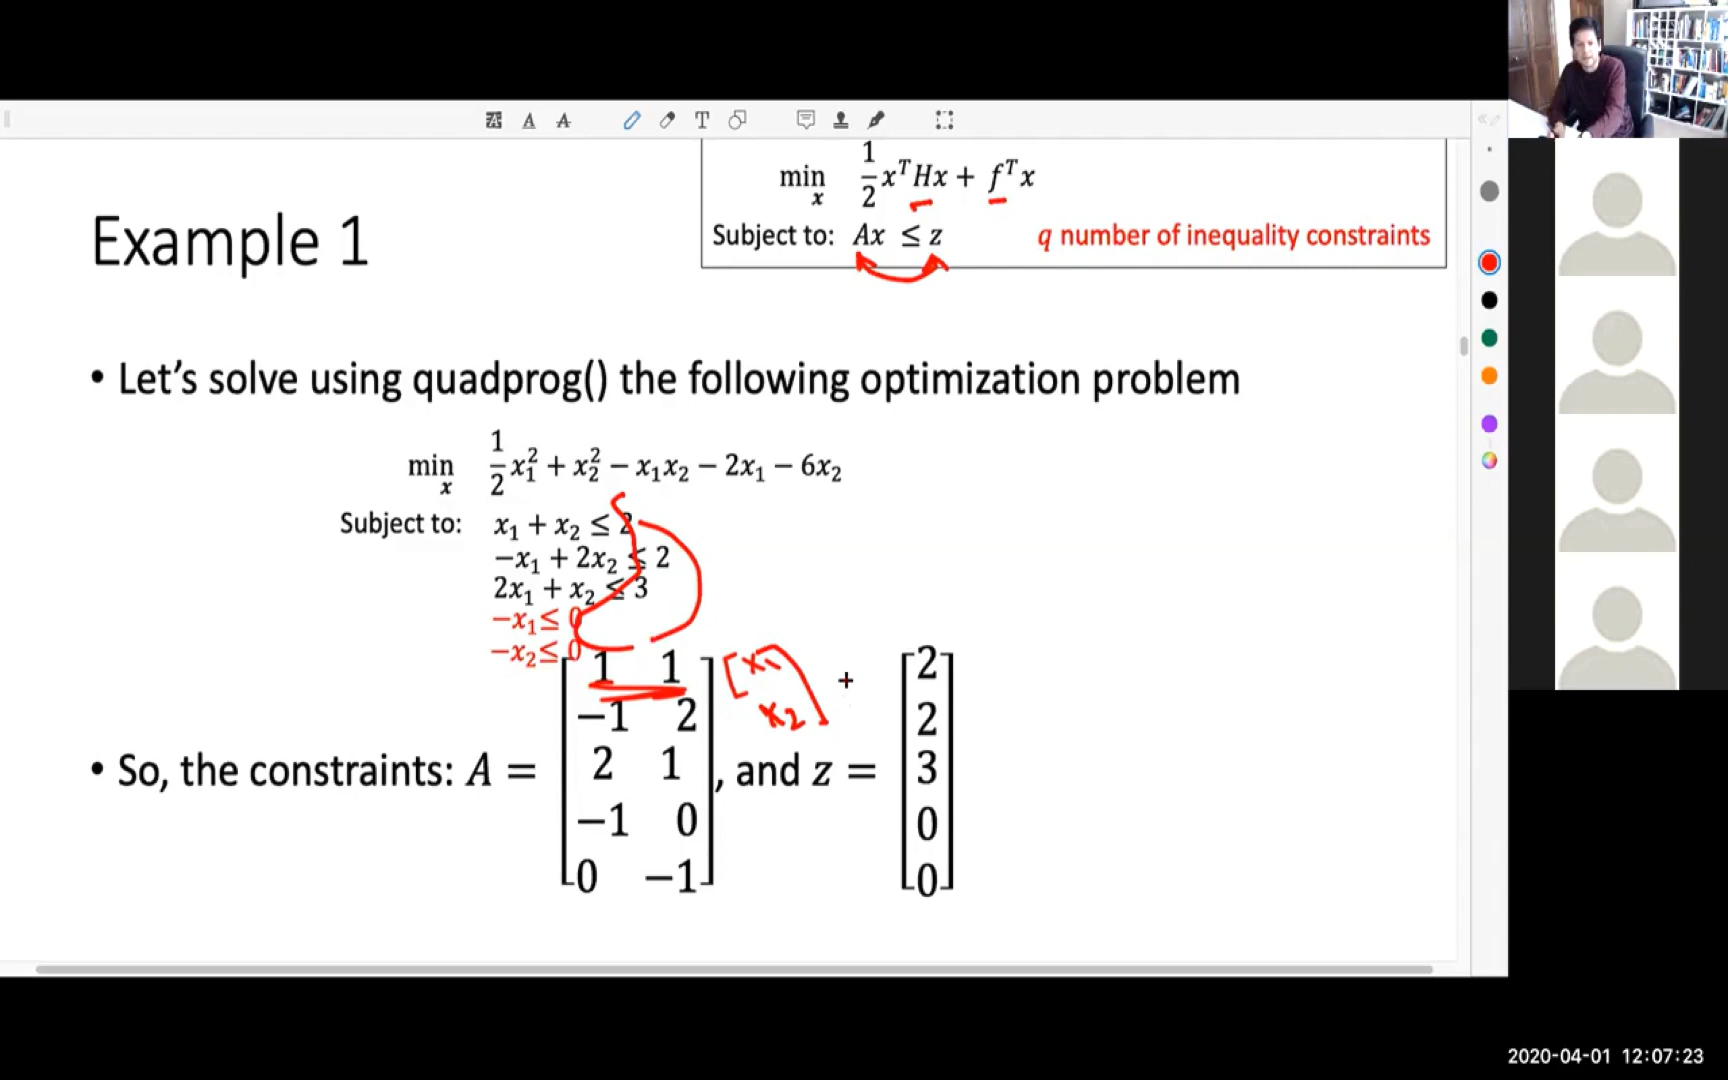 min x 1/2 xᵀHx + fᵀx
Subject to: Ax ≤ z q number of inequality constraints
Example 1
• Let's solve using quadprog() the following optimization problem
min x 1/2 x₁² + x₂² − x₁x₂ − 2x₁ − 6x₂
Subject to: x₁ + x₂ ≤ 2
−x₁ + 2x₂ ≤ 2
2x₁ + x₂ ≤ 3
−x₁ ≤ 0
−x₂ ≤ 0
• So, the constraints: A = [1 1
−1 2
2 1
−1 0
0 −1], and z = [2
2
3
0
0]
[x₁
x₂]
2020-04-01 12:07:23